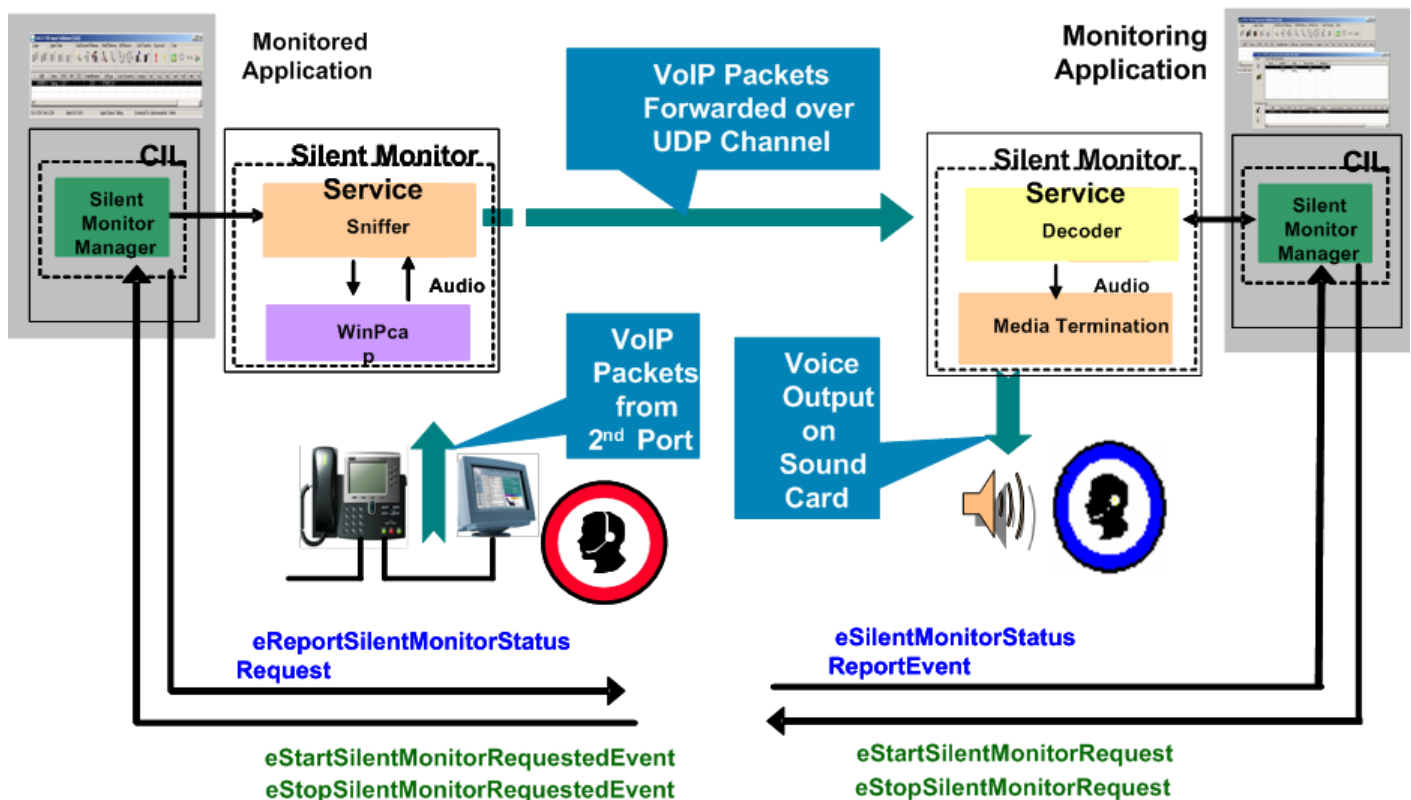 Monitored
Application
Monitoring
Application
VoIP Packets
Forwarded over
UDP Channel
CIL
Silent
Monitor
Manager
Silent Monitor
Service
Sniffer
Audio
WinPca
p
Silent Monitor
Service
Decoder
Audio
Media Termination
CIL
Silent
Monitor
Manager
VoIP
Packets
from
2nd Port
Voice
Output
on
Sound
Card
eReportSilentMonitorStatus
Request
eSilentMonitorStatus
ReportEvent
eStartSilentMonitorRequestedEvent
eStopSilentMonitorRequestedEvent
eStartSilentMonitorRequest
eStopSilentMonitorRequest